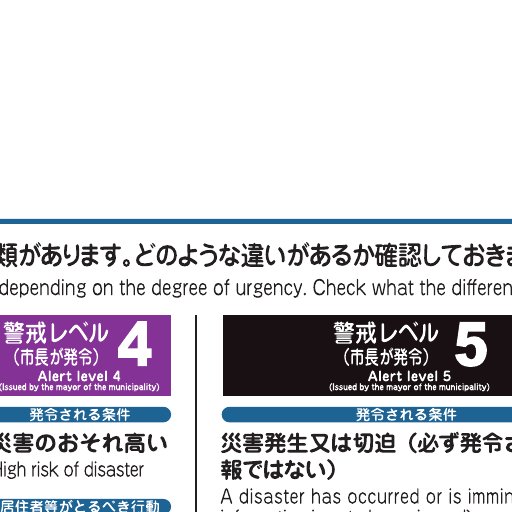 類があります。どのような違いがあるか確認しておきま
depending on the degree of urgency. Check what the differen
警戒レベル 4
（市長が発令）
Alert level 4
(Issued by the mayor of the municipality)
発令される条件
災害のおそれ高い
High risk of disaster
居住者等がとるべき行動
警戒レベル 5
（市長が発令）
Alert level 5
(Issued by the mayor of the municipality)
発令される条件
災害発生又は切迫（必ず発令さ
報ではない）
A disaster has occurred or is immin